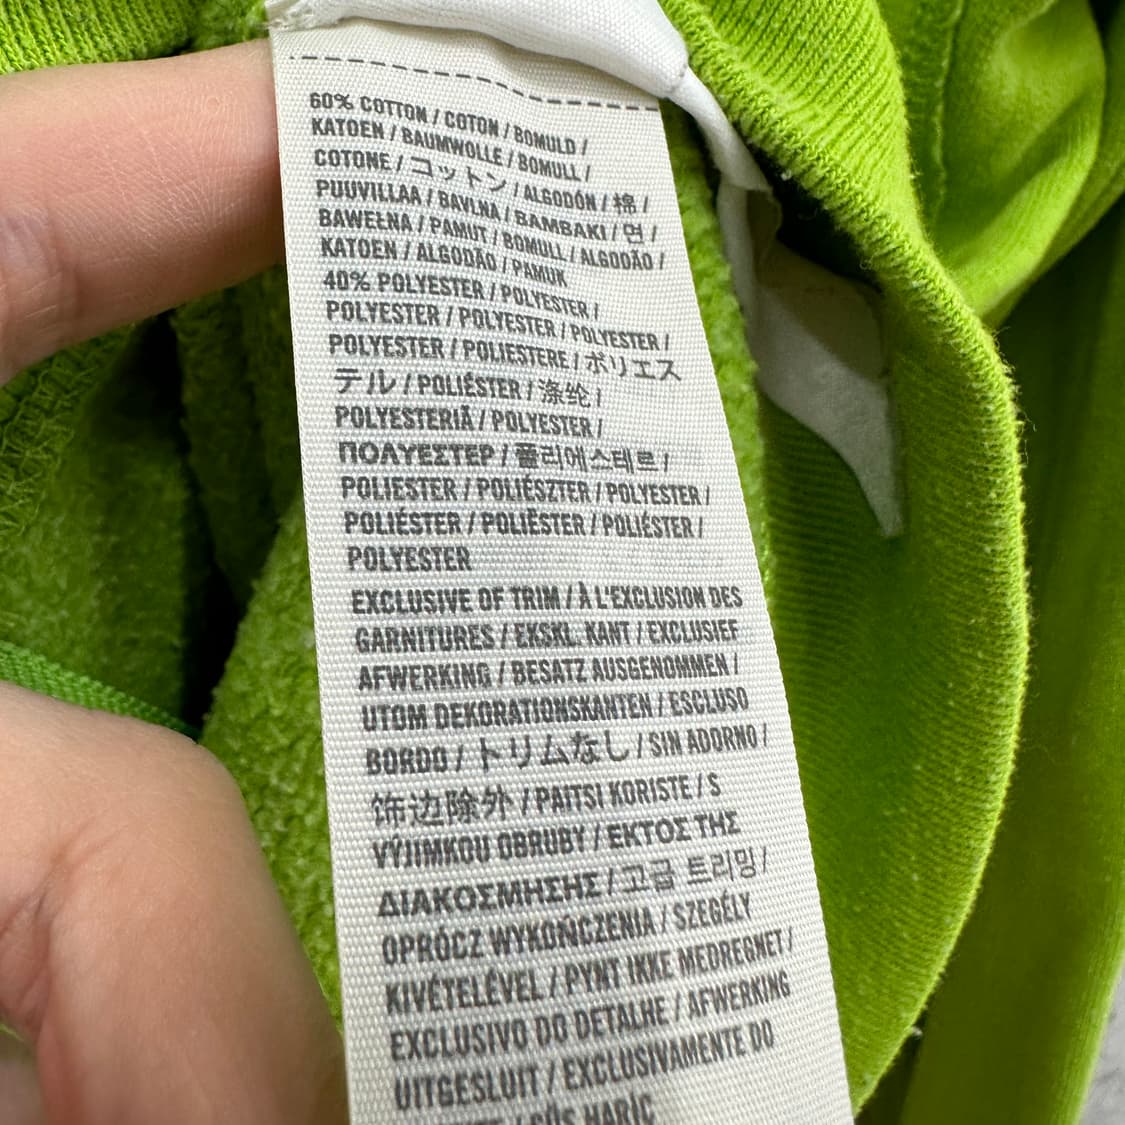 60% COTTON / COTON / BOMULD /
KATOEN / BAUMWOLLE / BOMULL /
COTONE / コットン / ALGODÓN / 棉 /
PUUVILLAA / BAVLNA / BAMBAKI / 면 /
BAWEŁNA / PAMUT / BOMULL / ALGODÃO /
KATOEN / ALGODÃO / PAMUK
40% POLYESTER / POLYESTER /
POLYESTER / POLYESTER / POLYESTER /
POLYESTER / POLIESTERE / ポリエス
テル / POLIÉSTER / 涤纶 /
POLYESTERIÄ / POLYESTER /
ΠΟΛΥΕΣΤΕΡ / 폴리에스테르 /
POLIESTER / POLIÉSZTER / POLYESTER /
POLIÉSTER / POLIËSTER / POLIÉSTER /
POLYESTER
EXCLUSIVE OF TRIM / À L'EXCLUSION DES
GARNITURES / EKSKL. KANT / EXCLUSIEF
AFWERKING / BESATZ AUSGENOMMEN /
UTOM DEKORATIONSKANTEN / ESCLUSO
BORDO / トリムなし / SIN ADORNO /
饰边除外 / PAITSI KORISTE / S
VÝJIMKOU OBRUBY / ΕΚΤΟΣ ΤΗΣ
ΔΙΑΚΟΣΜΗΣΗΣ / 고급 트리밍 /
OPRÓCZ WYKOŃCZENIA / SZEGÉLY
KIVÉTELÉVEL / PYNT IKKE MEDREGNET /
EXCLUSIVO DO DETALHE / AFWERKING
UITGESLUIT / EXCLUSIVAMENTE DO
/ SÜS HARİÇ